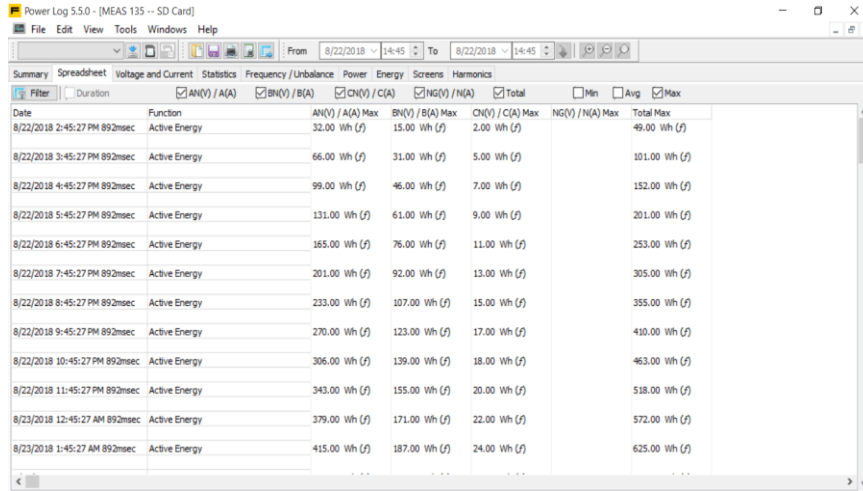 Power Log 5.5.0 - [MEAS 135 -- SD Card]
File Edit View Tools Windows Help
From 8/22/2018 14:45 To 8/22/2018 14:45
Summary Spreadsheet Voltage and Current Statistics Frequency / Unbalance Power Energy Screens Harmonics
Filter Duration AN(V) / A(A) BN(V) / B(A) CN(V) / C(A) NG(V) / N(A) Total Min Avg Max
Date Function AN(V) / A(A) Max BN(V) / B(A) Max CN(V) / C(A) Max NG(V) / N(A) Max Total Max
8/22/2018 2:45:27 PM 892msec Active Energy 32.00 Wh (f) 15.00 Wh (f) 2.00 Wh (f) 49.00 Wh (f)
8/22/2018 3:45:27 PM 892msec Active Energy 66.00 Wh (f) 31.00 Wh (f) 5.00 Wh (f) 101.00 Wh (f)
8/22/2018 4:45:27 PM 892msec Active Energy 99.00 Wh (f) 46.00 Wh (f) 7.00 Wh (f) 152.00 Wh (f)
8/22/2018 5:45:27 PM 892msec Active Energy 131.00 Wh (f) 61.00 Wh (f) 9.00 Wh (f) 201.00 Wh (f)
8/22/2018 6:45:27 PM 892msec Active Energy 165.00 Wh (f) 76.00 Wh (f) 11.00 Wh (f) 253.00 Wh (f)
8/22/2018 7:45:27 PM 892msec Active Energy 201.00 Wh (f) 92.00 Wh (f) 13.00 Wh (f) 305.00 Wh (f)
8/22/2018 8:45:27 PM 892msec Active Energy 233.00 Wh (f) 107.00 Wh (f) 15.00 Wh (f) 355.00 Wh (f)
8/22/2018 9:45:27 PM 892msec Active Energy 270.00 Wh (f) 123.00 Wh (f) 17.00 Wh (f) 410.00 Wh (f)
8/22/2018 10:45:27 PM 892msec Active Energy 306.00 Wh (f) 139.00 Wh (f) 18.00 Wh (f) 463.00 Wh (f)
8/22/2018 11:45:27 PM 892msec Active Energy 343.00 Wh (f) 155.00 Wh (f) 20.00 Wh (f) 518.00 Wh (f)
8/23/2018 12:45:27 AM 892msec Active Energy 379.00 Wh (f) 171.00 Wh (f) 22.00 Wh (f) 572.00 Wh (f)
8/23/2018 1:45:27 AM 892msec Active Energy 415.00 Wh (f) 187.00 Wh (f) 24.00 Wh (f) 625.00 Wh (f)